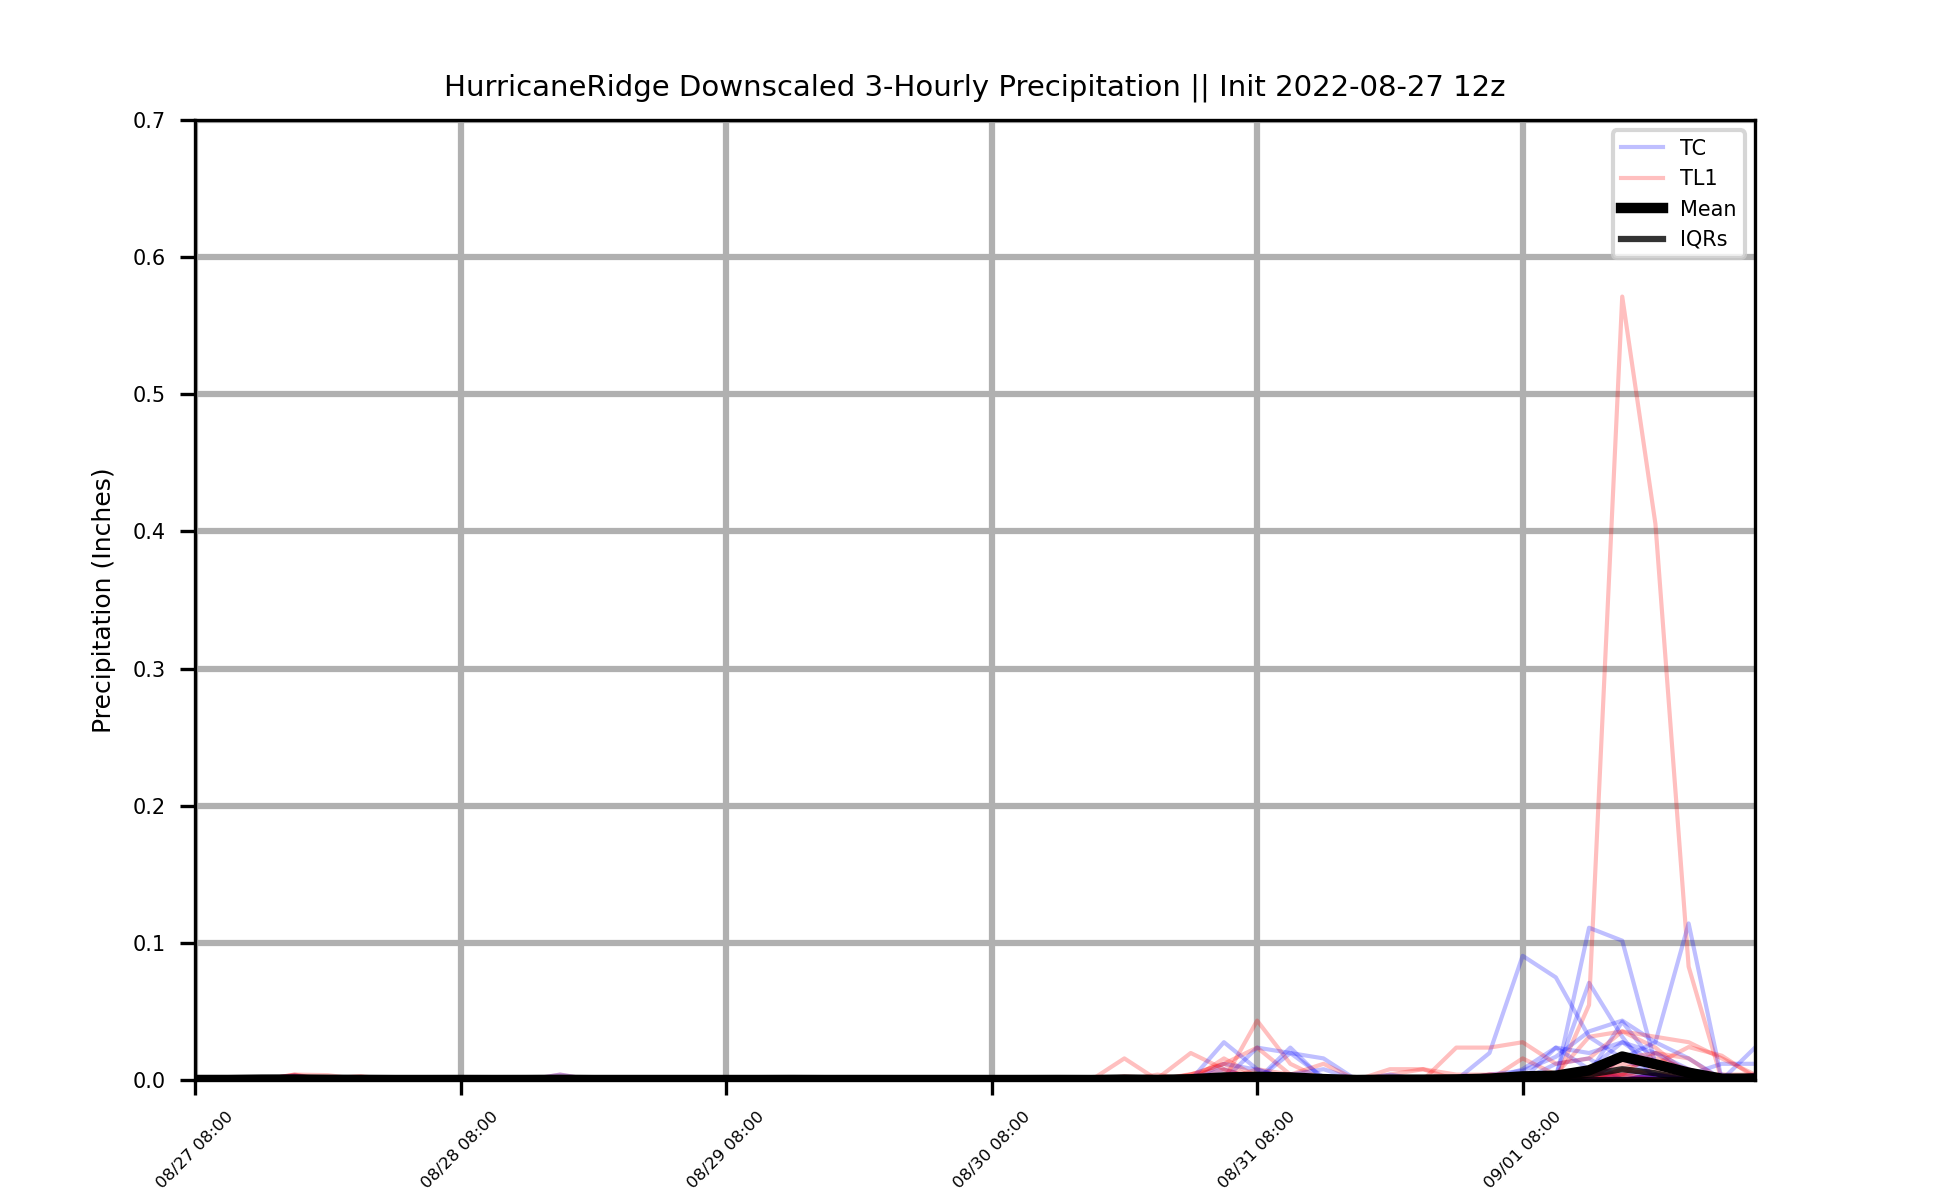 HurricaneRidge Downscaled 3-Hourly Precipitation || Init 2022-08-27 12z
TC
TL1
Mean
IQRs
Precipitation (Inches)
0.7
0.6
0.5
0.4
0.3
0.2
0.1
0.0
08/27 08:00
08/28 08:00
08/29 08:00
08/30 08:00
08/31 08:00
09/01 08:00